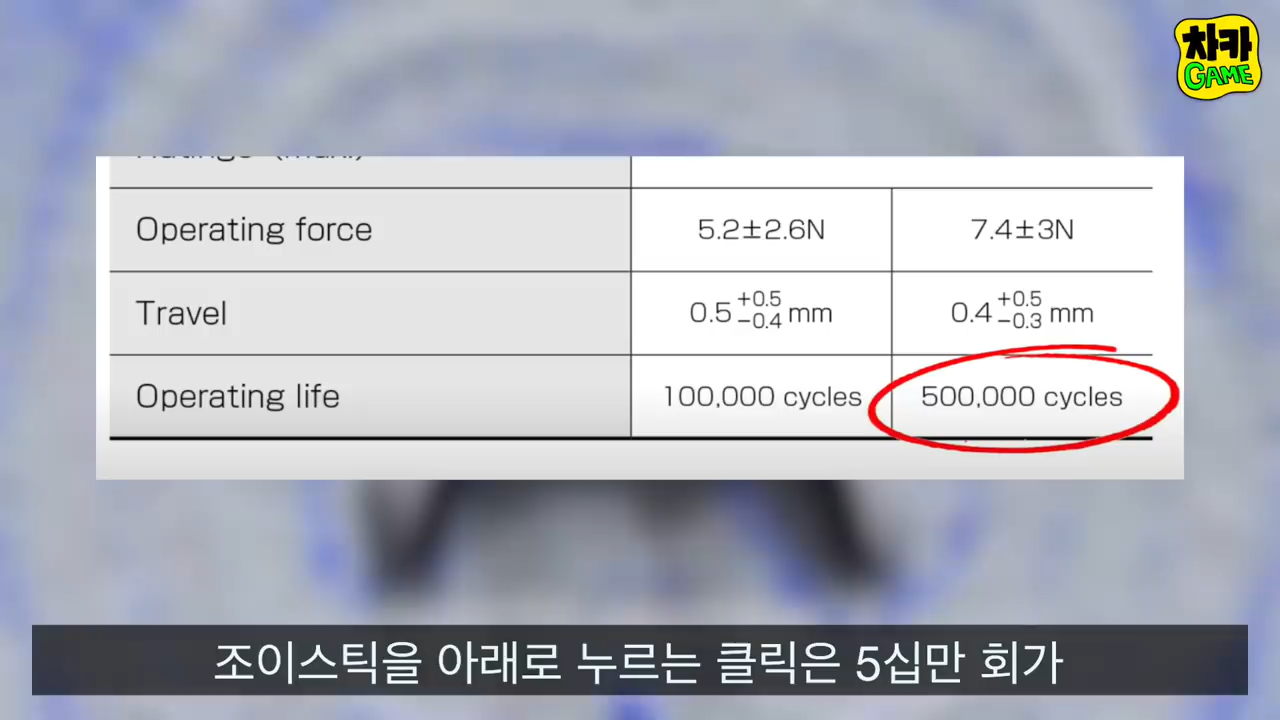 차카
GAME
Operating force 5.2±2.6N 7.4±3N
Travel 0.5 +0.5 −0.4 mm 0.4 +0.5 −0.3 mm
Operating life 100,000 cycles 500,000 cycles
조이스틱을 아래로 누르는 클릭은 5십만 회가